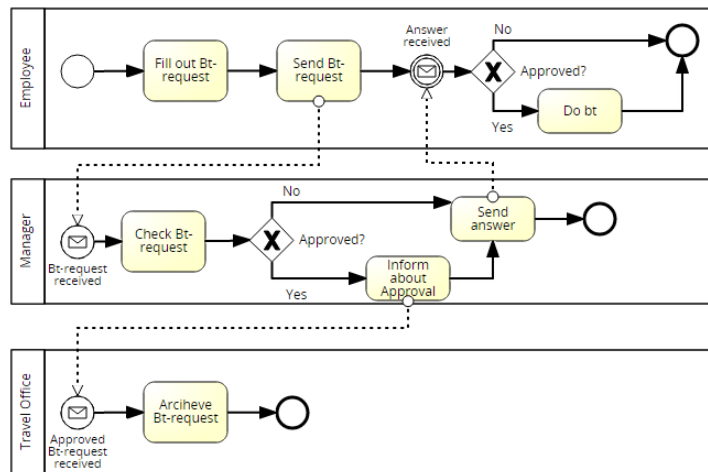 Employee
Fill out Bt-
request
Send Bt-
request
Answer
received
No
Approved?
Yes
Do bt
Manager
Bt-request
received
Check Bt-
request
No
Approved?
Yes
Inform
about
Approval
Send
answer
Travel Office
Approved
Bt-request
received
Arciheve
Bt-request